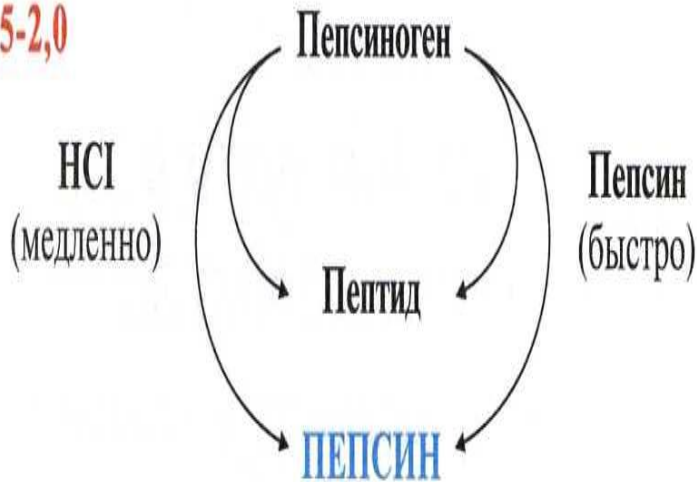 5-2,0
Пепсиноген
HCl
(медленно)
Пепсин
(быстро)
Пептид
ПЕПСИН